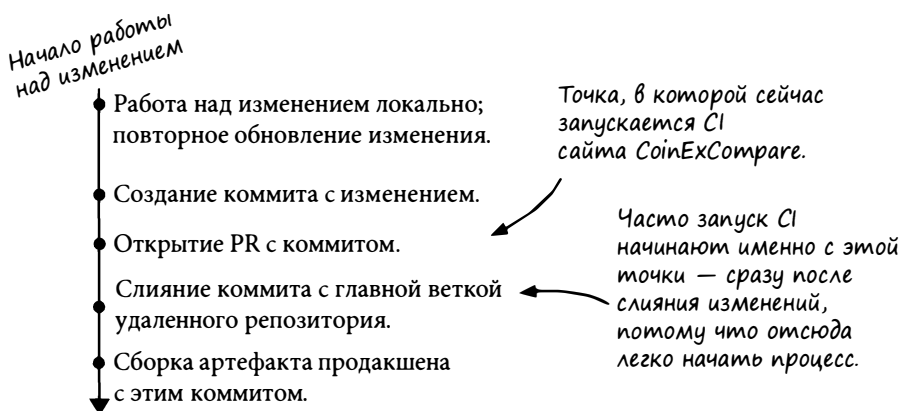 Начало работы
над изменением
Работа над изменением локально;
повторное обновление изменения.
Создание коммита с изменением.
Открытие PR с коммитом.
Слияние коммита с главной веткой
удаленного репозитория.
Сборка артефакта продакшена
с этим коммитом.
Точка, в которой сейчас
запускается CI
сайта CoinExCompare.
Часто запуск CI
начинают именно с этой
точки — сразу после
слияния изменений,
потому что отсюда
легко начать процесс.